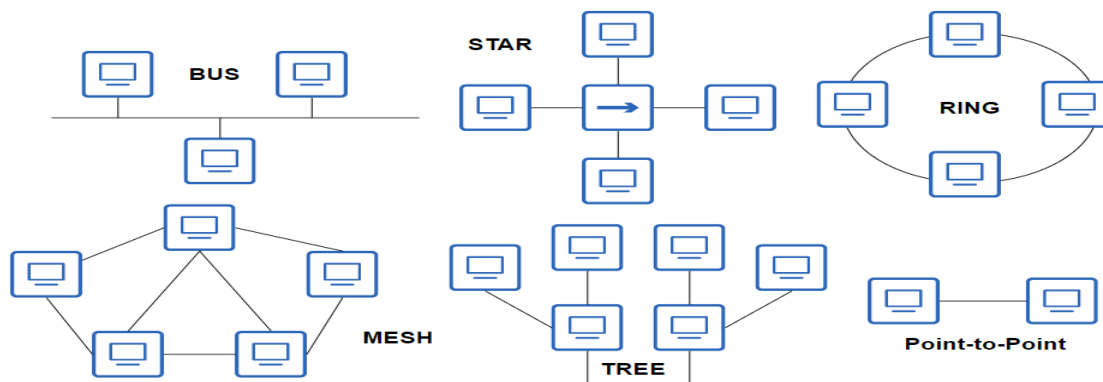 BUS
STAR
RING
MESH
TREE
Point-to-Point